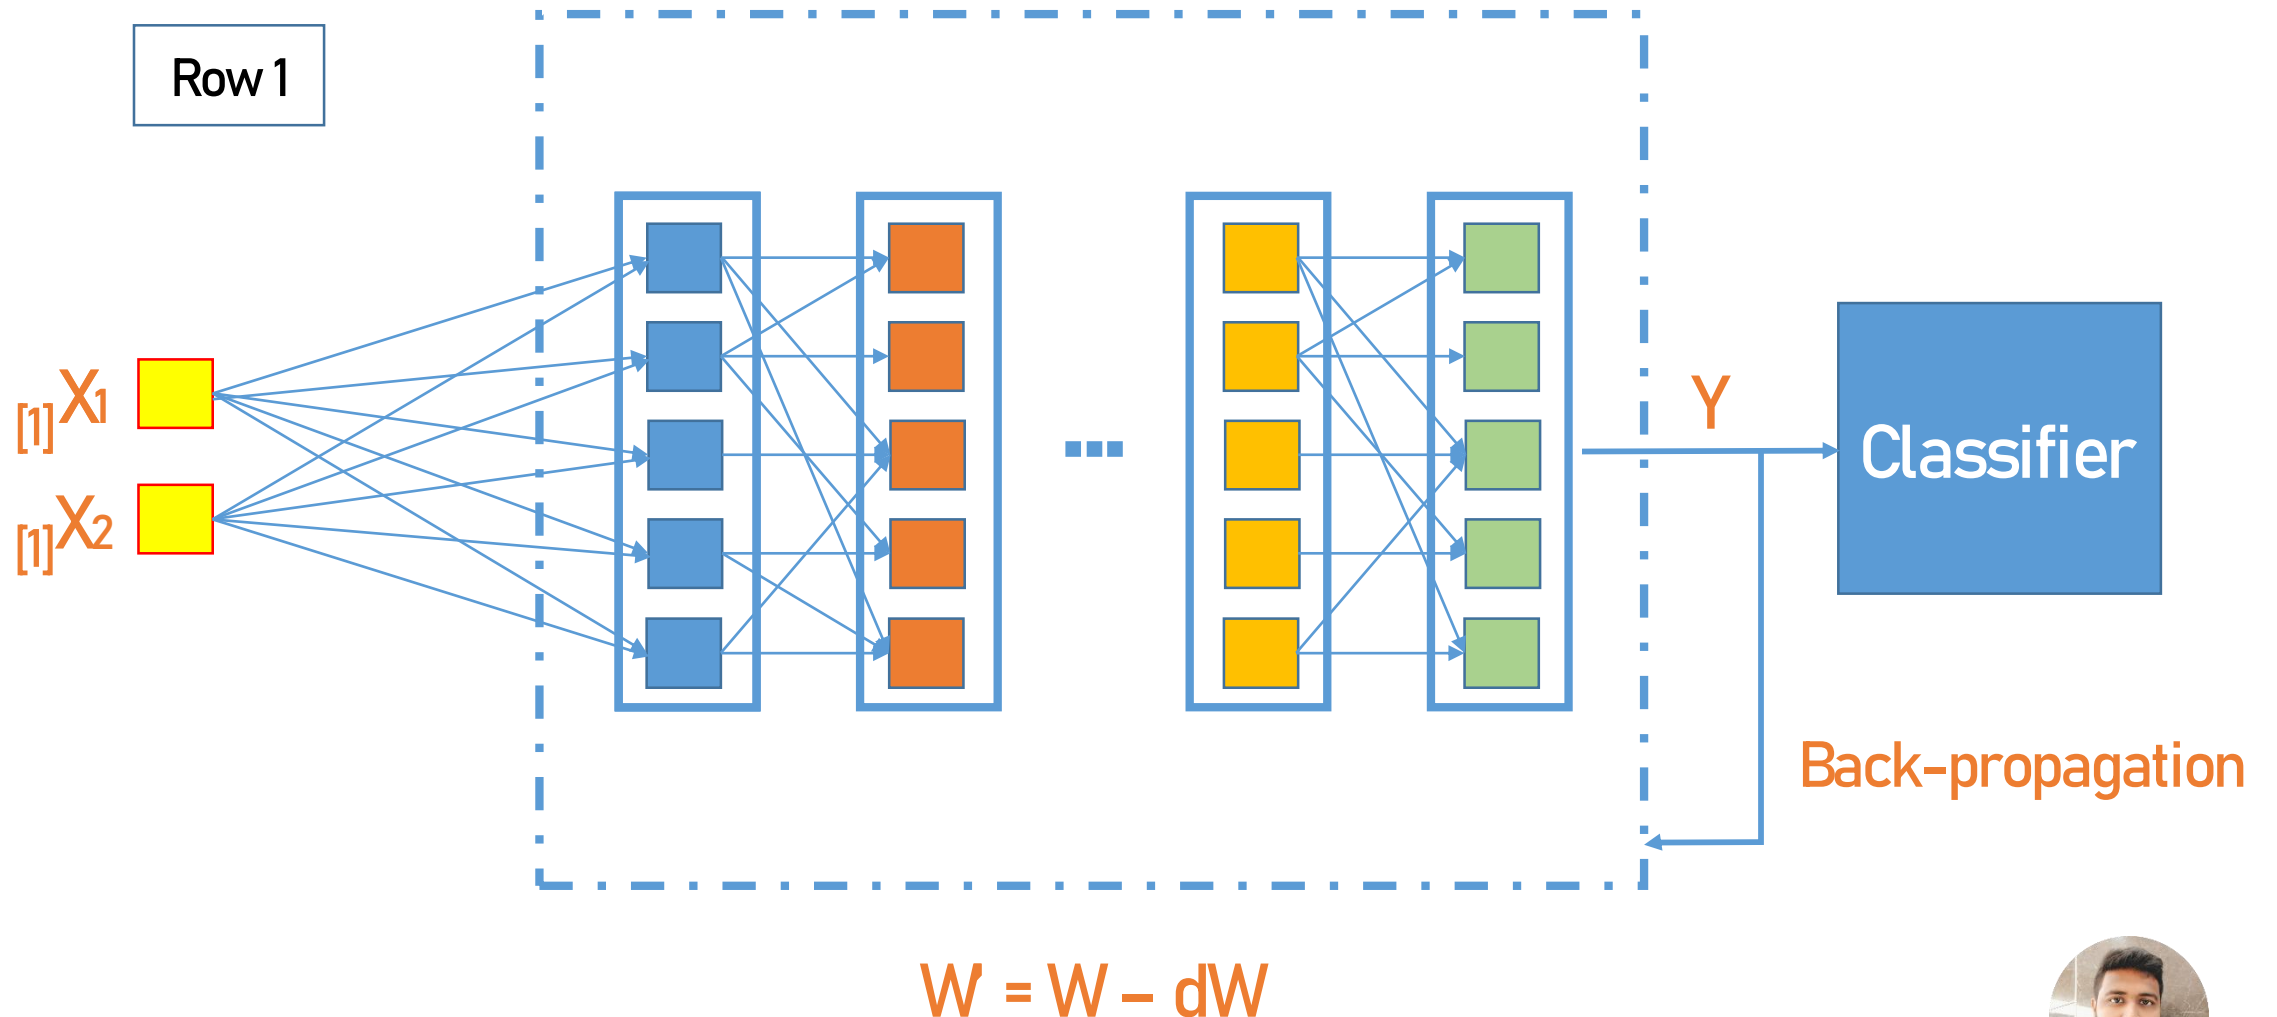 Row 1
[1]X1
[1]X2
...
Y
Classifier
Back-propagation
W' = W - dW